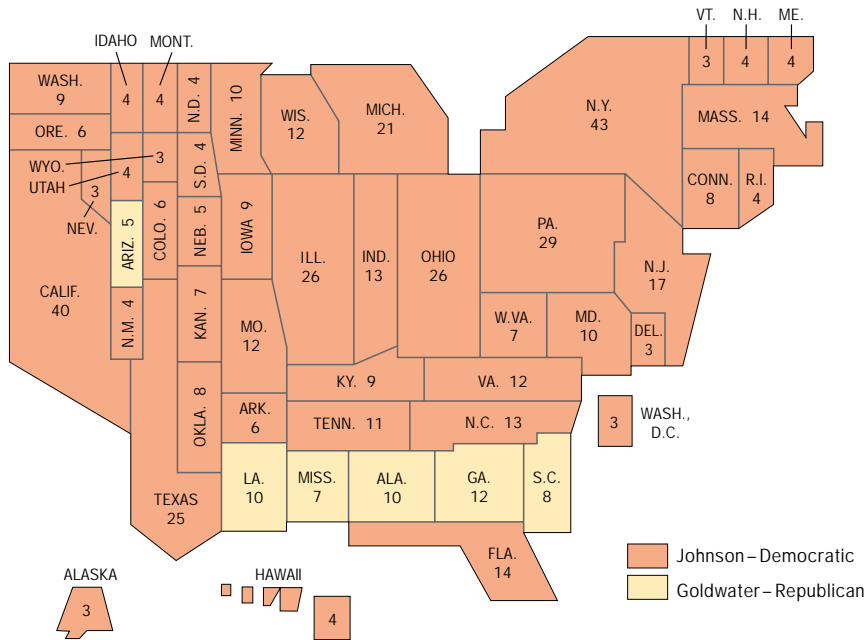 VT. N.H. ME.
3 4 4
IDAHO MONT.
WASH.
9
4
4
N.D. 4
MINN. 10
WIS.
12
MICH.
21
N.Y.
43
MASS. 14
ORE. 6
WYO.
3
UTAH
4
S.D. 4
CONN.
8
R.I.
4
NEV.
3
ARIZ. 5
COLO. 6
NEB. 5
IOWA 9
ILL.
26
IND.
13
OHIO
26
PA.
29
N.J.
17
CALIF.
40
N.M. 4
KAN. 7
MO.
12
W.VA.
7
MD.
10
DEL.
3
KY. 9
VA. 12
OKLA. 8
ARK.
6
TENN. 11
N.C. 13
3
WASH.,
D.C.
TEXAS
25
LA.
10
MISS.
7
ALA.
10
GA.
12
S.C.
8
FLA.
14
ALASKA
3
HAWAII
4
Johnson – Democratic
Goldwater – Republican